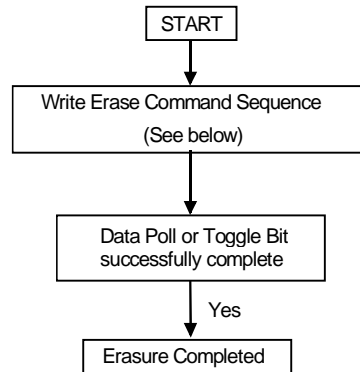 START
Write Erase Command Sequence
(See below)
Data Poll or Toggle Bit
successfully complete
Yes
Erasure Completed